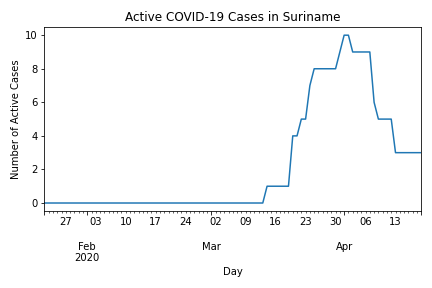 Active COVID-19 Cases in Suriname
Number of Active Cases
10
8
6
4
2
0
27 03 10 17 24 02 09 16 23 30 06 13
Feb Mar Apr
2020
Day